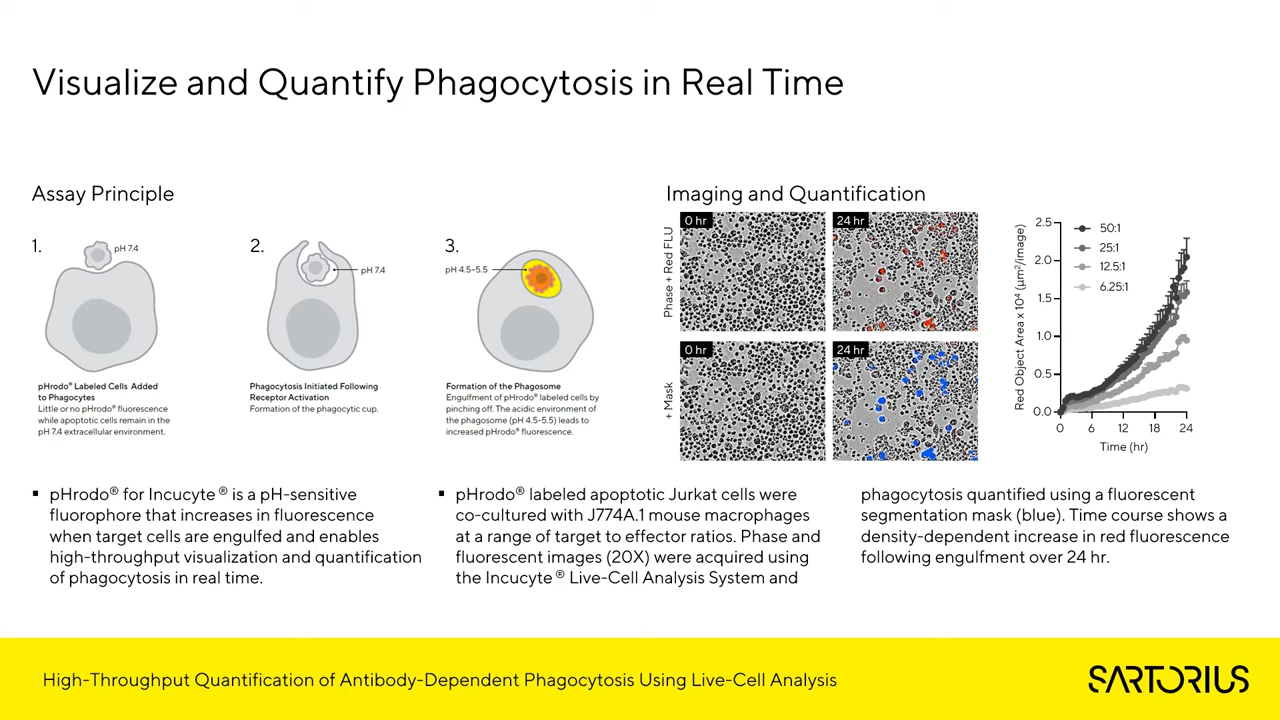 Visualize and Quantify Phagocytosis in Real Time
Assay Principle
1.
pH 7.4
pHrodo® Labeled Cells Added
to Phagocytes
Little or no pHrodo® fluorescence
while apoptotic cells remain in the
pH 7.4 extracellular environment.
2.
pH 7.4
Phagocytosis Initiated Following
Receptor Activation
Formation of the phagocytic cup.
3.
pH 4.5–5.5
Formation of the Phagosome
Engulfment of pHrodo® labeled cells by
pinching off. The acidic environment of
the phagosome (pH 4.5–5.5) leads to
increased pHrodo® fluorescence.
Imaging and Quantification
Phase + Red FLU
0 hr
24 hr
+ Mask
0 hr
24 hr
Red Object Area x 10⁴ (µm²/image)
2.5
2.0
1.5
1.0
0.5
0.0
50:1
25:1
12.5:1
6.25:1
0 6 12 18 24
Time (hr)
▪ pHrodo® for Incucyte® is a pH-sensitive
fluorophore that increases in fluorescence
when target cells are engulfed and enables
high-throughput visualization and quantification
of phagocytosis in real time.
▪ pHrodo® labeled apoptotic Jurkat cells were
co-cultured with J774A.1 mouse macrophages
at a range of target to effector ratios. Phase and
fluorescent images (20X) were acquired using
the Incucyte® Live-Cell Analysis System and
phagocytosis quantified using a fluorescent
segmentation mask (blue). Time course shows a
density-dependent increase in red fluorescence
following engulfment over 24 hr.
High-Throughput Quantification of Antibody-Dependent Phagocytosis Using Live-Cell Analysis
SARTORIUS